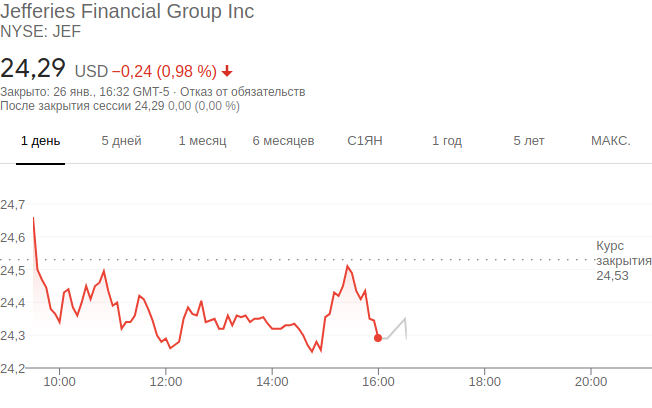 Jefferies Financial Group Inc
NYSE: JEF
24,29 USD −0,24 (0,98 %)
Закрыто: 26 янв., 16:32 GMT-5 · Отказ от обязательств
После закрытия сессии 24,29 0,00 (0,00 %)
1 день 5 дней 1 месяц 6 месяцев С1ЯН 1 год 5 лет МАКС.
24,7
24,6
Курс
закрытия
24,53
24,5
24,4
24,3
24,2
10:00 12:00 14:00 16:00 18:00 20:00